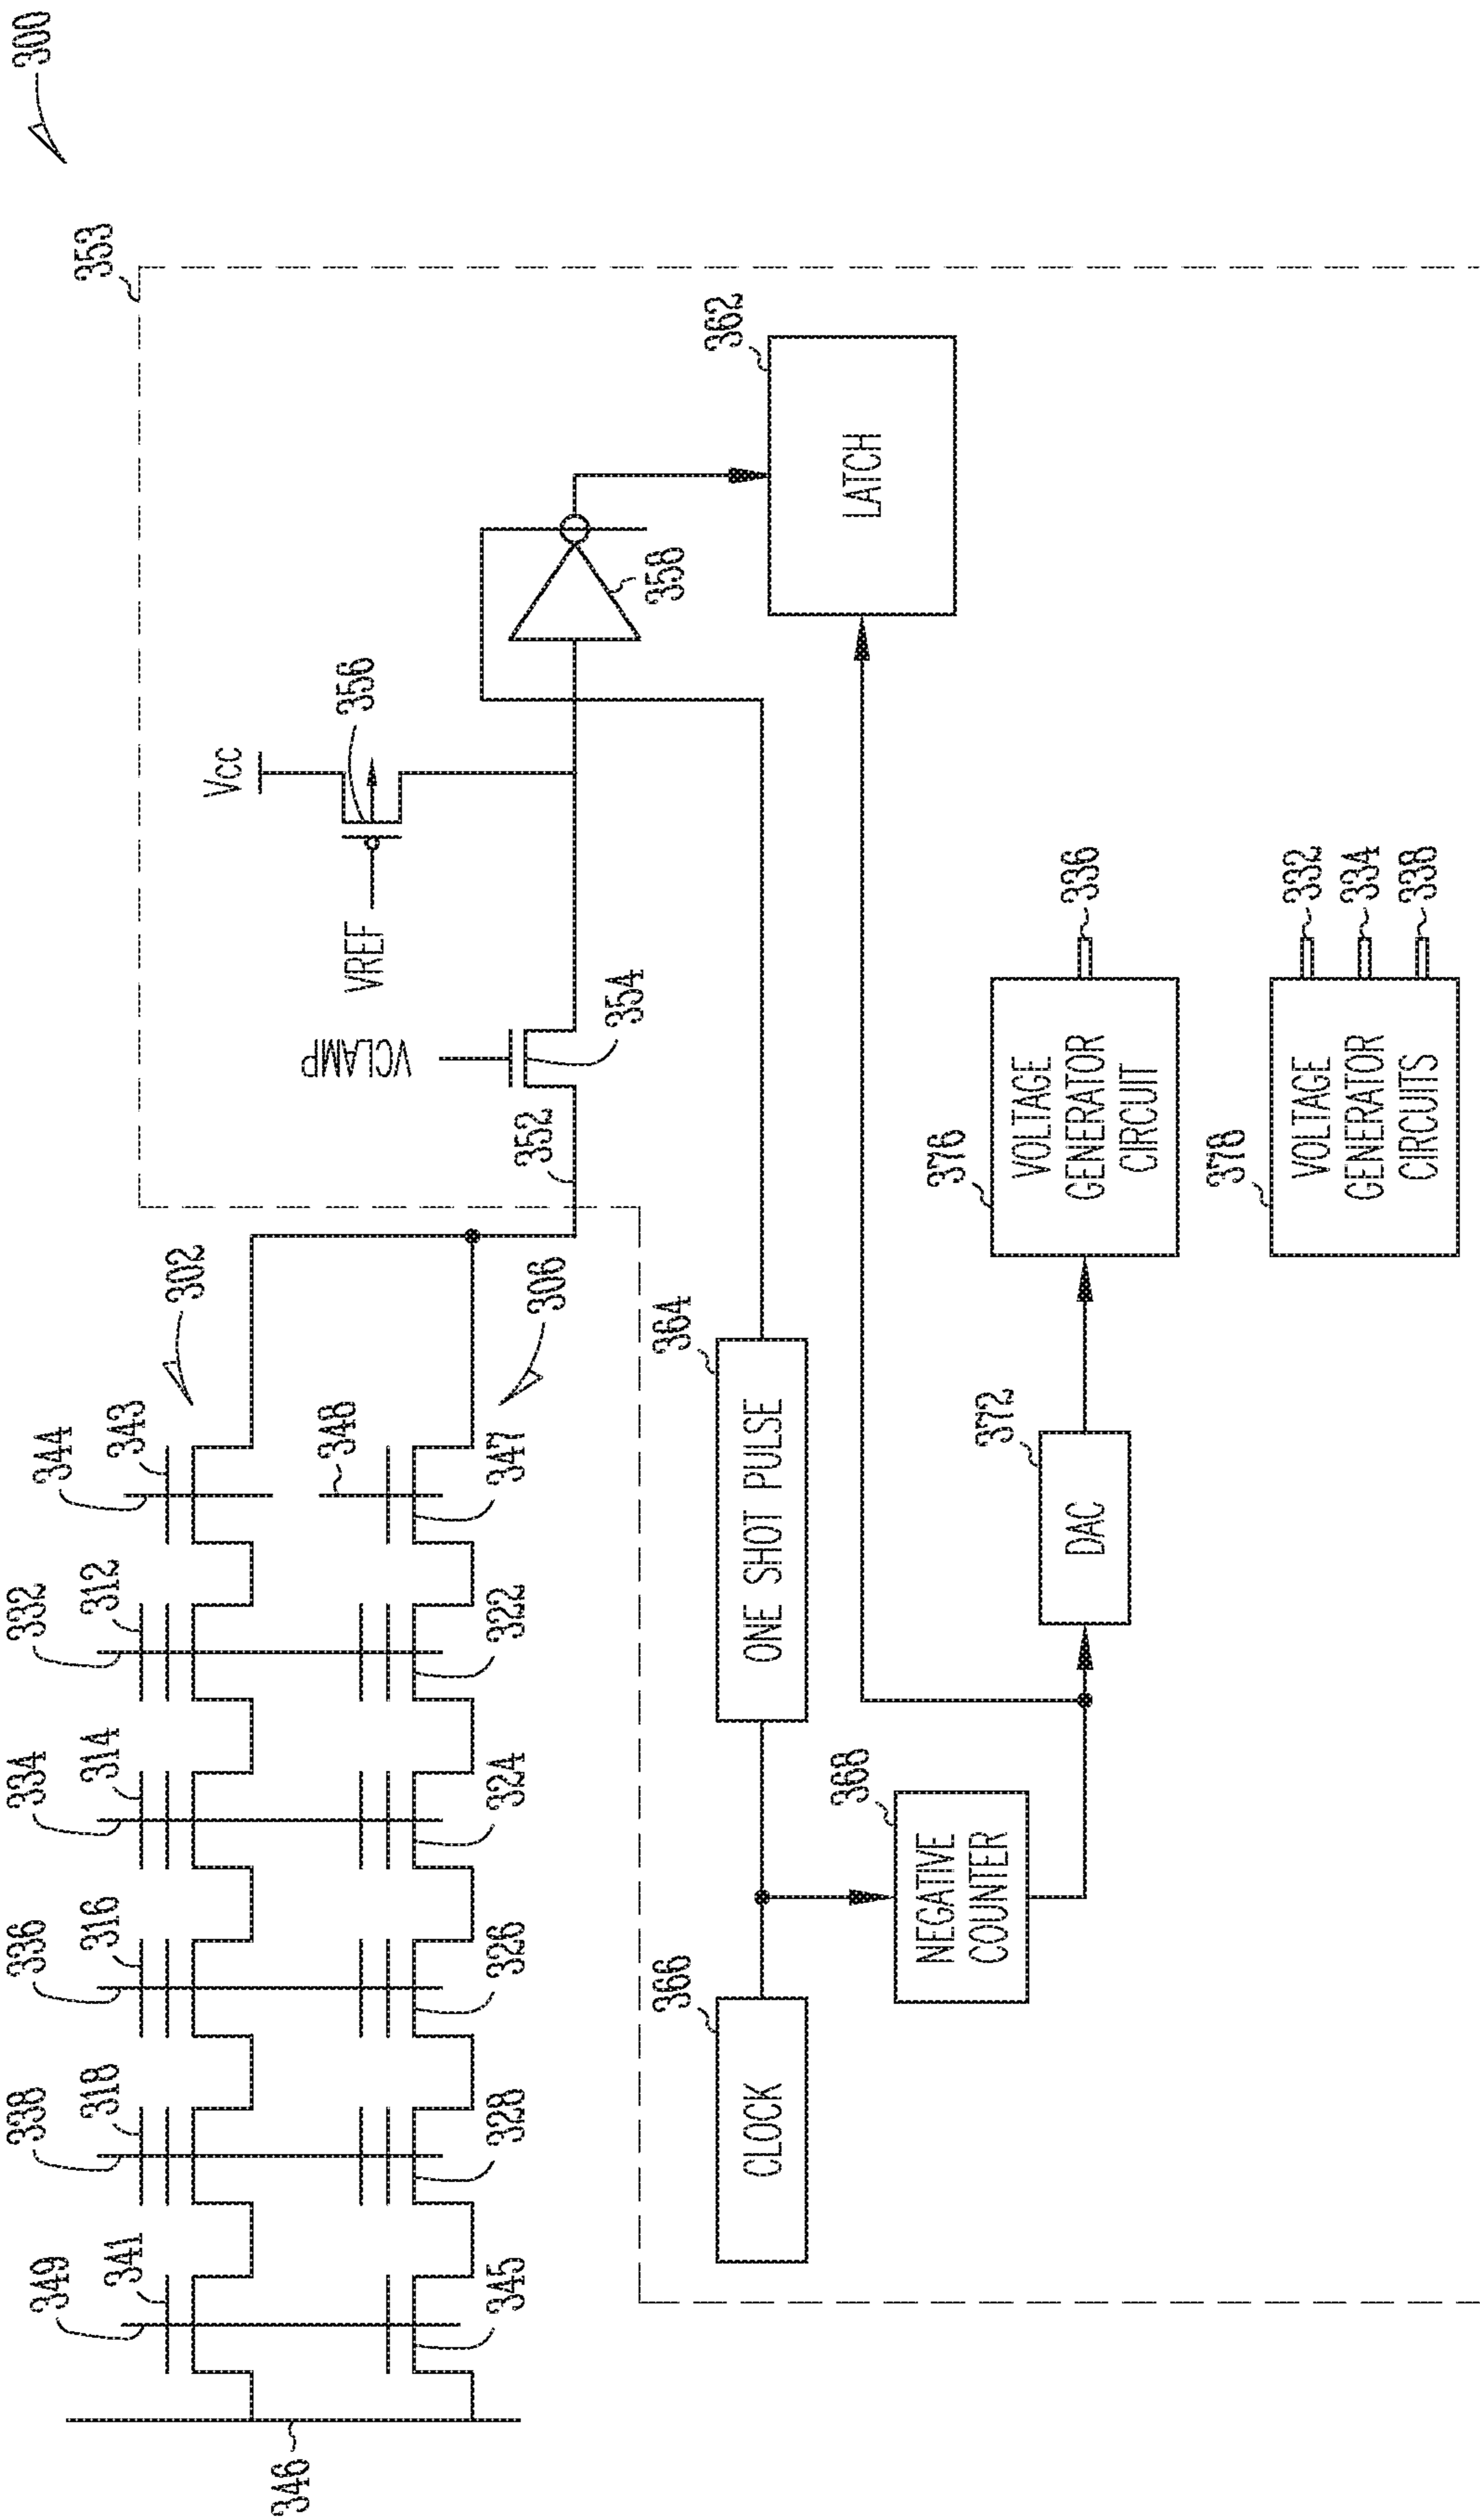 300
353
349
341
338
318
336
316
334
314
332
312
344
343
302
348
346
345
328
326
324
322
347
306
352
VCLAMP
354
VREF
Vcc
356
358
362
LATCH
366
CLOCK
364
ONE SHOT PULSE
368
NEGATIVE
COUNTER
372
DAC
376
VOLTAGE
GENERATOR
CIRCUIT
336
378
VOLTAGE
GENERATOR
CIRCUITS
332
334
338